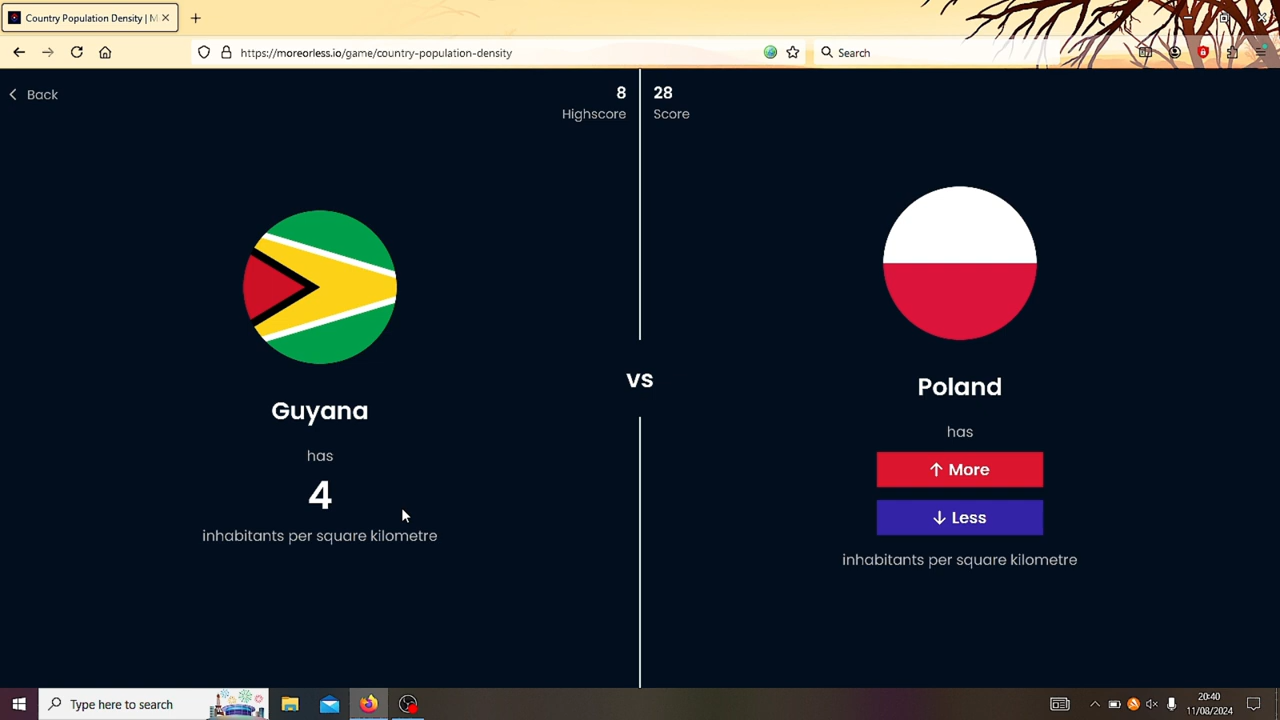 Country Population Density | M
https://moreorless.io/game/country-population-density
Search
Back
8
Highscore
28
Score
Guyana
has
4
inhabitants per square kilometre
vs
Poland
has
↑ More
↓ Less
inhabitants per square kilometre
Type here to search
20:40
11/08/2024